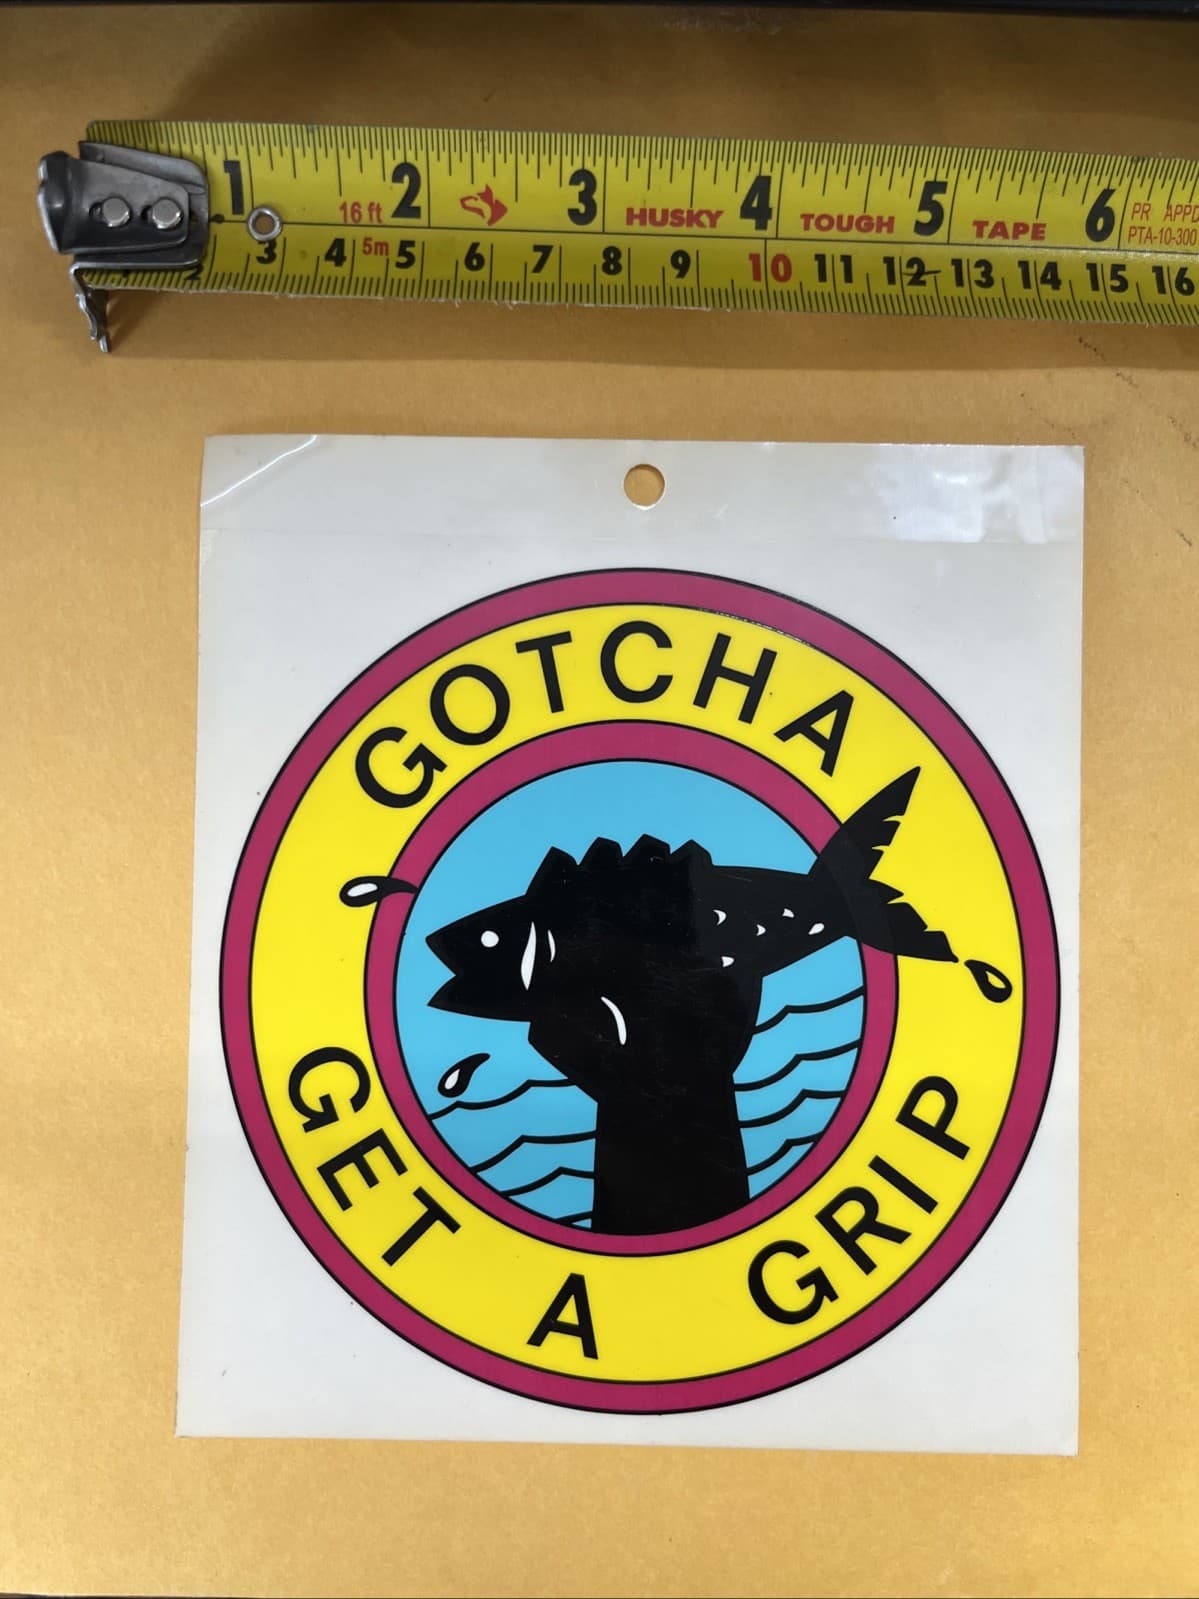 1 2 3 4 5 6
16 ft HUSKY TOUGH TAPE PR APPR
PTA-10-300
5m
3 4 5 6 7 8 9 10 11 12 13 14 15 16
GOTCHA
GET A GRIP